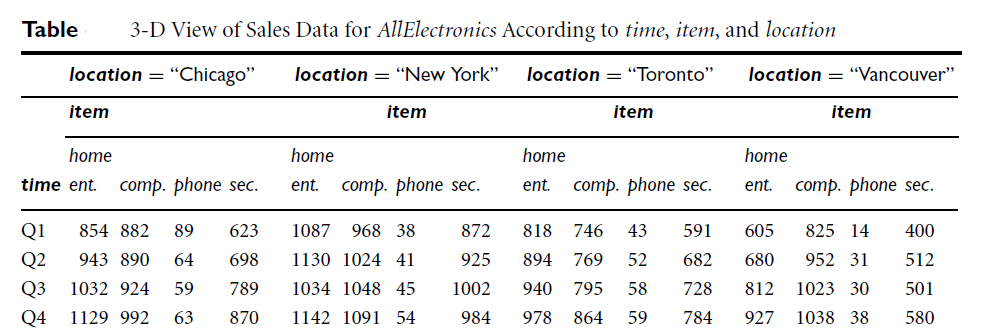 Table 3-D View of Sales Data for AllElectronics According to time, item, and location
location = “Chicago” location = “New York” location = “Toronto” location = “Vancouver”
item item item item
home home home home
time ent. comp. phone sec. ent. comp. phone sec. ent. comp. phone sec. ent. comp. phone sec.
Q1 854 882 89 623 1087 968 38 872 818 746 43 591 605 825 14 400
Q2 943 890 64 698 1130 1024 41 925 894 769 52 682 680 952 31 512
Q3 1032 924 59 789 1034 1048 45 1002 940 795 58 728 812 1023 30 501
Q4 1129 992 63 870 1142 1091 54 984 978 864 59 784 927 1038 38 580